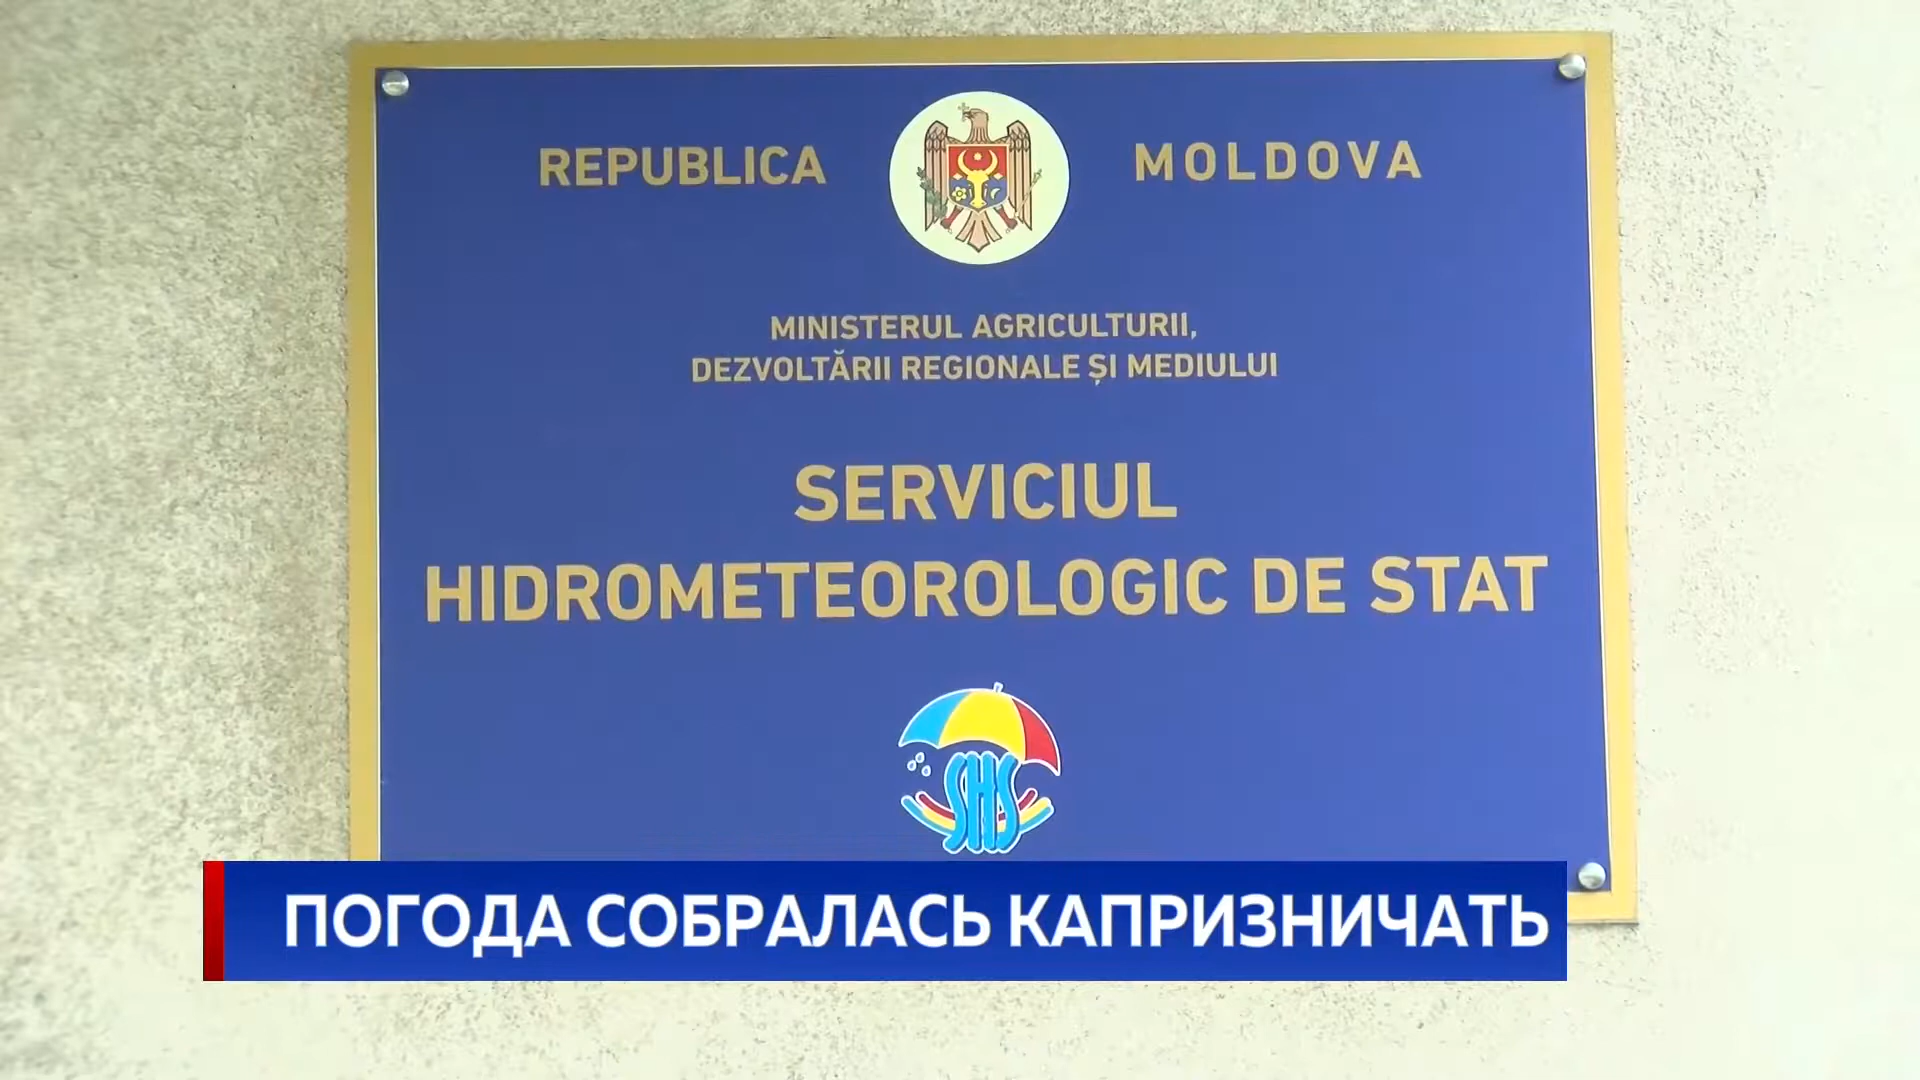 REPUBLICA MOLDOVA
MINISTERUL AGRICULTURII,
DEZVOLTĂRII REGIONALE ȘI MEDIULUI
SERVICIUL
HIDROMETEOROLOGIC DE STAT
SHS
ПОГОДА СОБРАЛАСЬ КАПРИЗНИЧАТЬ